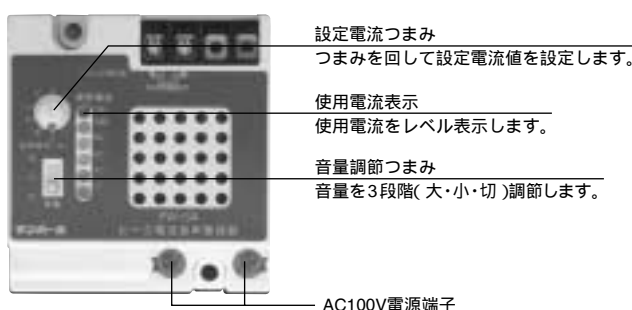 設定電流つまみ
つまみを回して設定電流値を設定します。
使用電流表示
使用電流をレベル表示します。
音量調節つまみ
音量を3段階(大・小・切)調節します。
AC100V電源端子